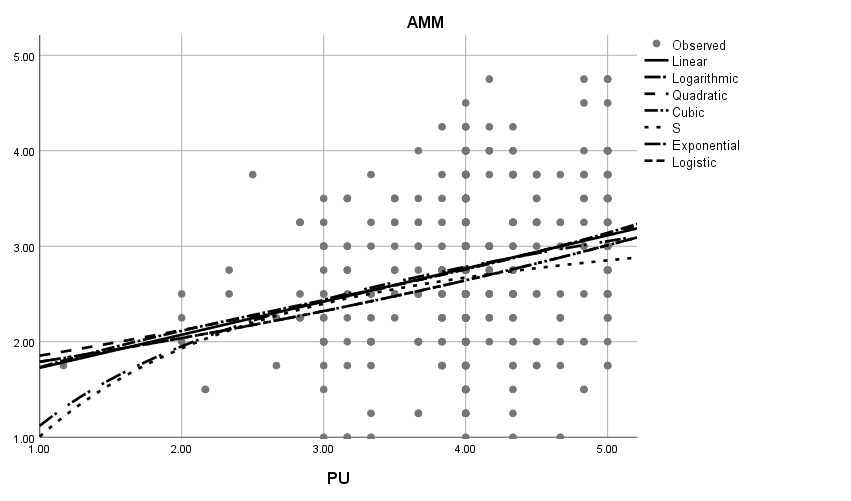 AMM
5.00
4.00
3.00
2.00
1.00
1.00 2.00 3.00 4.00 5.00
PU
Observed
Linear
Logarithmic
Quadratic
Cubic
S
Exponential
Logistic